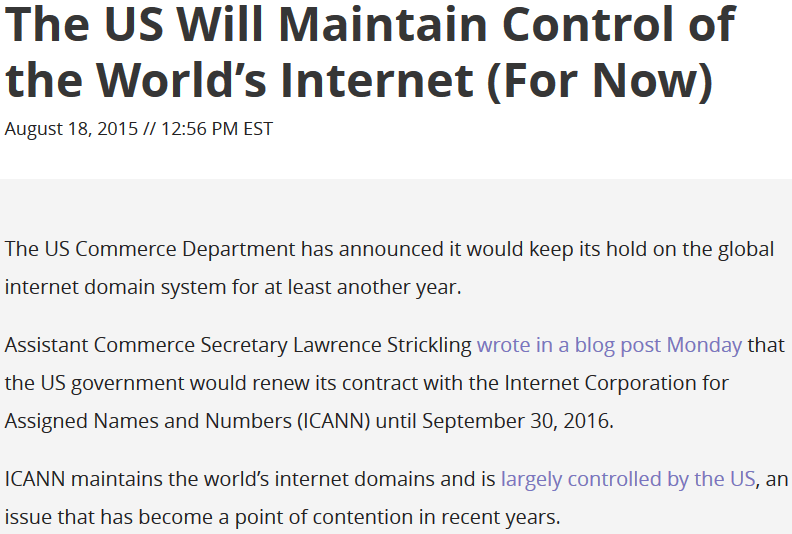 The US Will Maintain Control of
the World’s Internet (For Now)
August 18, 2015 // 12:56 PM EST
The US Commerce Department has announced it would keep its hold on the global
internet domain system for at least another year.
Assistant Commerce Secretary Lawrence Strickling wrote in a blog post Monday that
the US government would renew its contract with the Internet Corporation for
Assigned Names and Numbers (ICANN) until September 30, 2016.
ICANN maintains the world’s internet domains and is largely controlled by the US, an
issue that has become a point of contention in recent years.